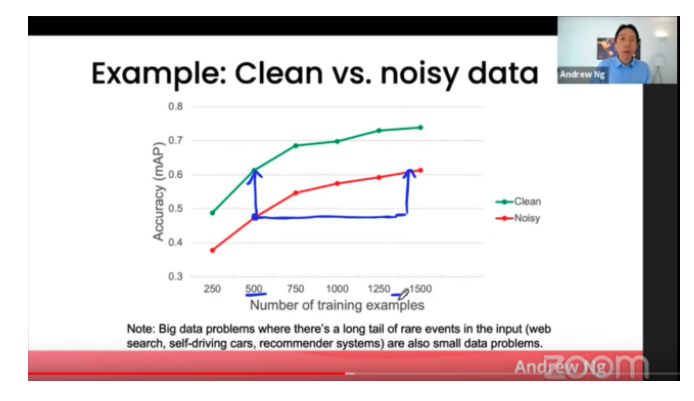 Andrew Ng
Example: Clean vs. noisy data
0.8
0.7
0.6
0.5
0.4
0.3
Accuracy (mAP)
Clean
Noisy
250 500 750 1000 1250 1500
Number of training examples
Note: Big data problems where there's a long tail of rare events in the input (web
search, self-driving cars, recommender systems) are also small data problems.
Andrew Ng
zoom